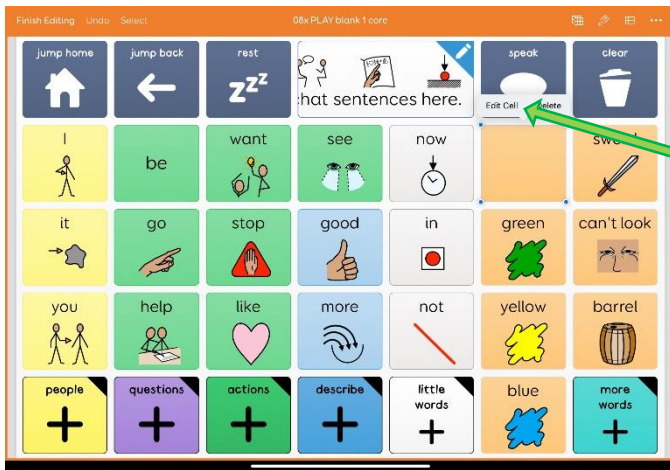 Finish Editing Undo Select 08x PLAY blank 1 core
jump home jump back rest speak clear
zzz
chat sentences here.
Edit Cell Delete
I be want see now sword
it go stop good in green can't look
you help like more not yellow barrel
people questions actions describe little words blue more words